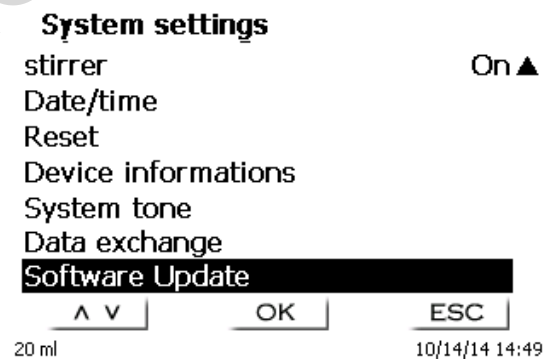 System settings
stirrer On ▲
Date/time
Reset
Device informations
System tone
Data exchange
Software Update
∧ ∨ OK ESC
20 ml 10/14/14 14:49